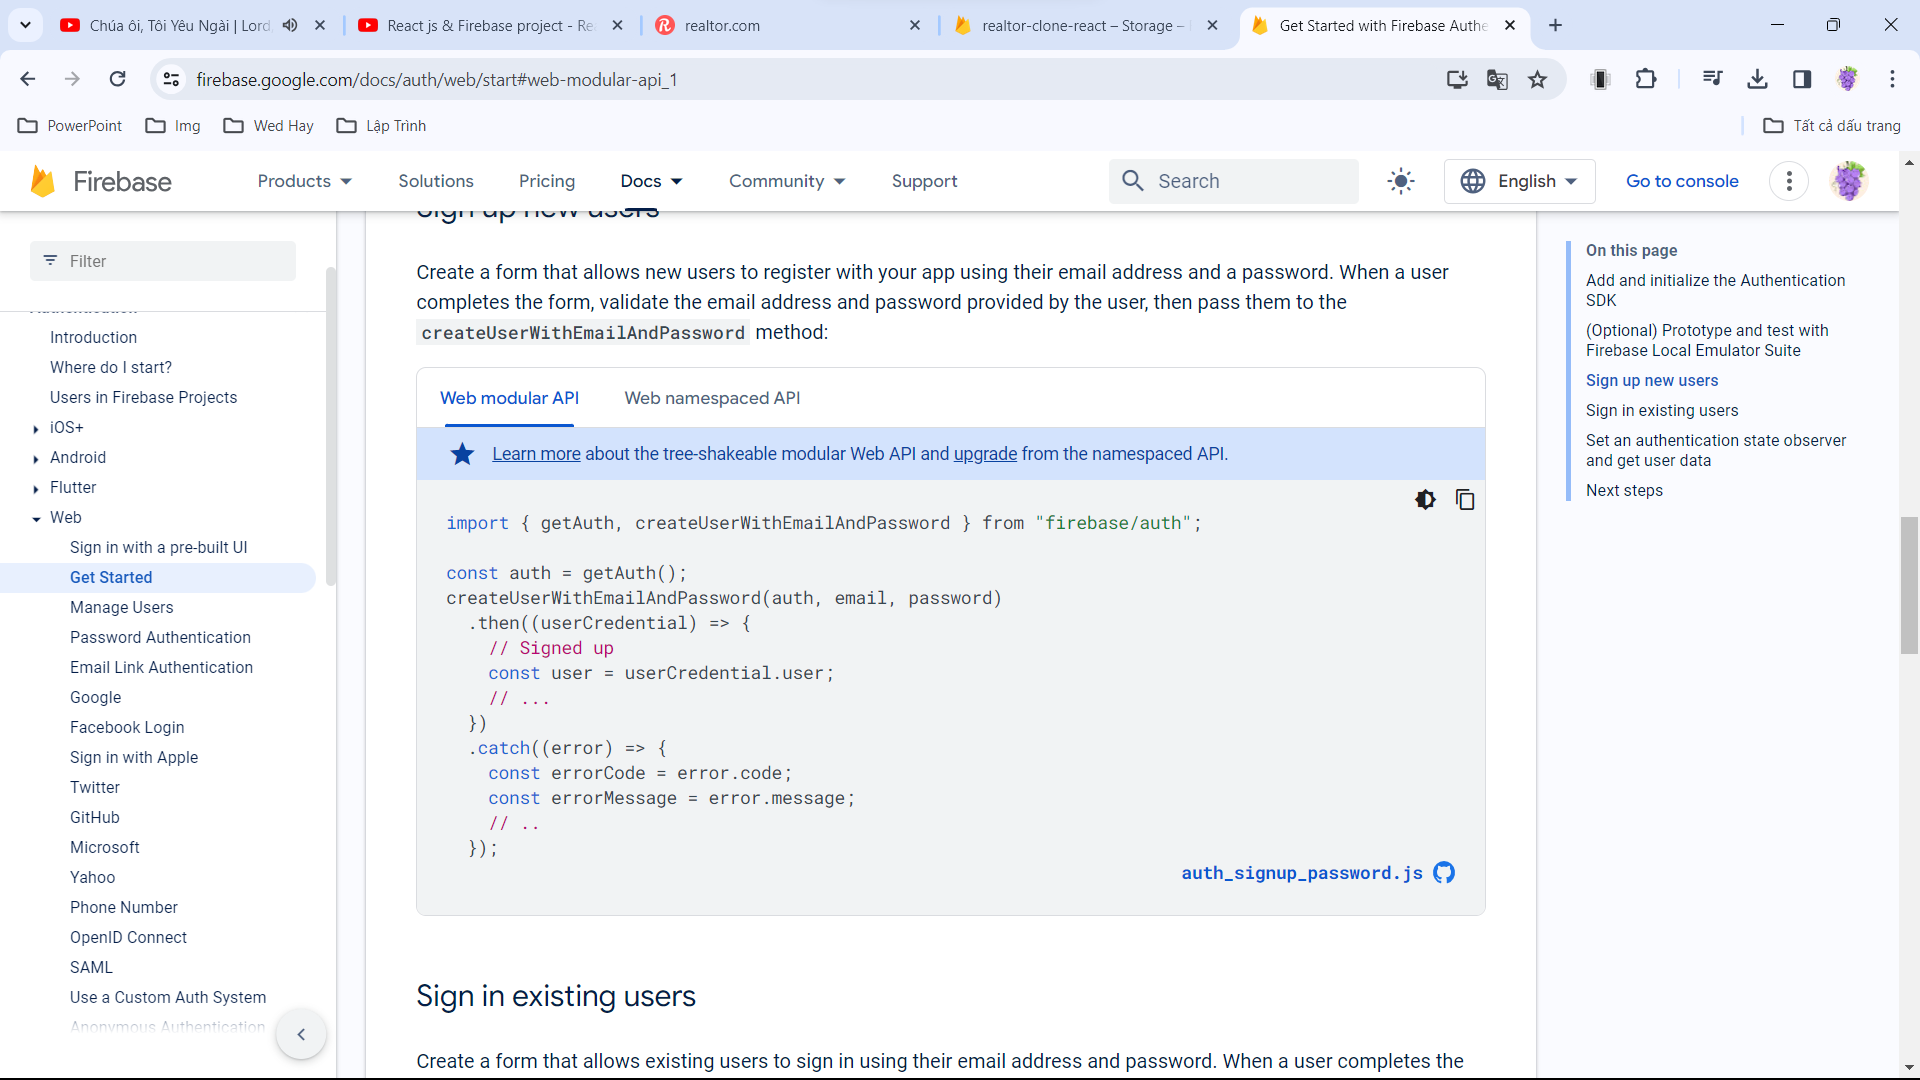 Chúa ôi, Tôi Yêu Ngài | Lord
React js & Firebase project - Re
realtor.com
realtor-clone-react – Storage –
Get Started with Firebase Authe
firebase.google.com/docs/auth/web/start#web-modular-api_1
PowerPoint
Img
Wed Hay
Lập Trình
Tất cả dấu trang
Firebase
Products
Solutions
Pricing
Docs
Community
Support
Search
English
Go to console
Filter
Authentication
Introduction
Where do I start?
Users in Firebase Projects
iOS+
Android
Flutter
Web
Sign in with a pre-built UI
Get Started
Manage Users
Password Authentication
Email Link Authentication
Google
Facebook Login
Sign in with Apple
Twitter
GitHub
Microsoft
Yahoo
Phone Number
OpenID Connect
SAML
Use a Custom Auth System
Anonymous Authentication
Sign up new users
Create a form that allows new users to register with your app using their email address and a password. When a user
completes the form, validate the email address and password provided by the user, then pass them to the
createUserWithEmailAndPassword method:
Web modular API
Web namespaced API
Learn more about the tree-shakeable modular Web API and upgrade from the namespaced API.
import { getAuth, createUserWithEmailAndPassword } from "firebase/auth";
const auth = getAuth();
createUserWithEmailAndPassword(auth, email, password)
.then((userCredential) => {
// Signed up
const user = userCredential.user;
// ...
})
.catch((error) => {
const errorCode = error.code;
const errorMessage = error.message;
// ..
});
auth_signup_password.js
Sign in existing users
Create a form that allows existing users to sign in using their email address and password. When a user completes the
On this page
Add and initialize the Authentication
SDK
(Optional) Prototype and test with
Firebase Local Emulator Suite
Sign up new users
Sign in existing users
Set an authentication state observer
and get user data
Next steps